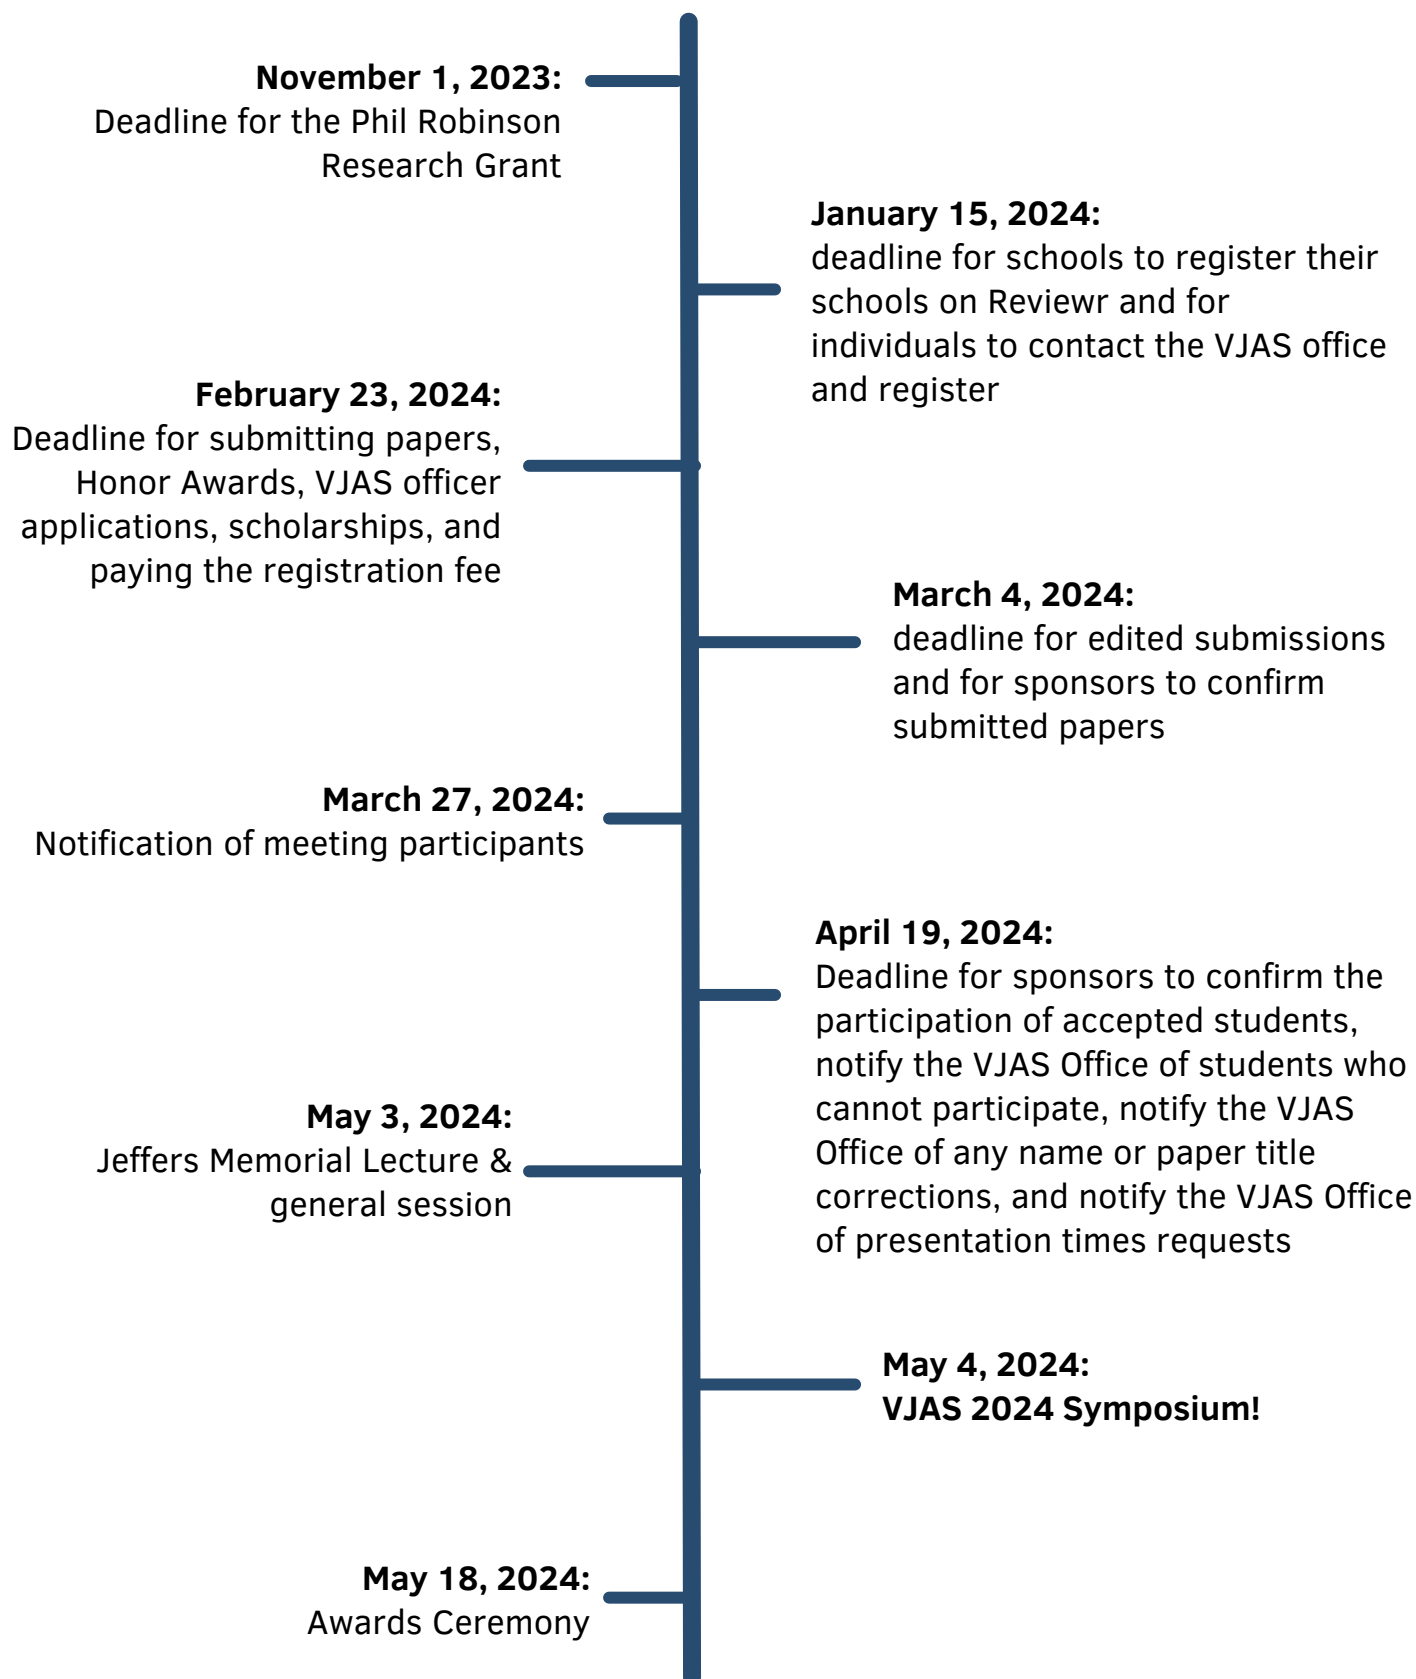 November 1, 2023:
Deadline for the Phil Robinson
Research Grant
January 15, 2024:
deadline for schools to register their
schools on Reviewr and for
individuals to contact the VJAS office
and register
February 23, 2024:
Deadline for submitting papers,
Honor Awards, VJAS officer
applications, scholarships, and
paying the registration fee
March 4, 2024:
deadline for edited submissions
and for sponsors to confirm
submitted papers
March 27, 2024:
Notification of meeting participants
April 19, 2024:
Deadline for sponsors to confirm the
participation of accepted students,
notify the VJAS Office of students who
cannot participate, notify the VJAS
Office of any name or paper title
corrections, and notify the VJAS Office
of presentation times requests
May 3, 2024:
Jeffers Memorial Lecture &
general session
May 4, 2024:
VJAS 2024 Symposium!
May 18, 2024:
Awards Ceremony